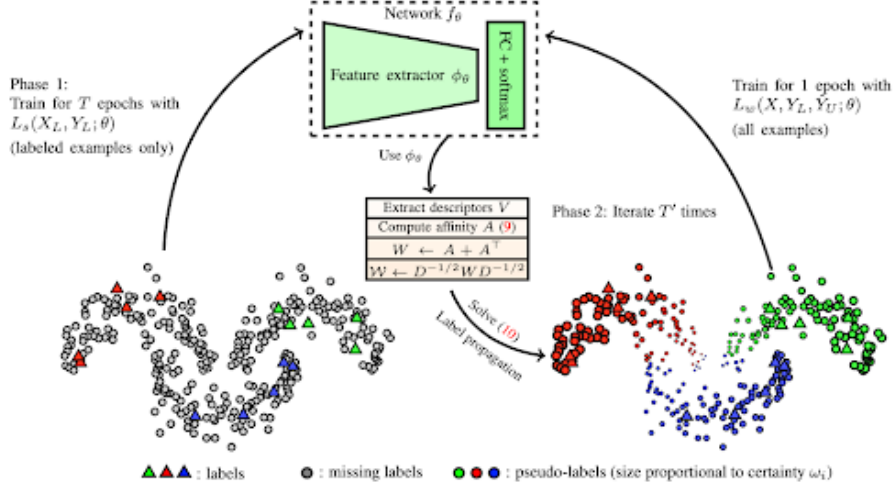 Network f_θ
Feature extractor ϕ_θ
FC + softmax
Phase 1:
Train for T epochs with
L_s(X_L, Y_L; θ)
(labeled examples only)
Train for 1 epoch with
L_w(X, Y_L, Ŷ_U; θ)
(all examples)
Use ϕ_θ
Extract descriptors V
Compute affinity A (9)
W ← A + A^⊤
𝒲 ← D^{-1/2}WD^{-1/2}
Phase 2: Iterate T′ times
Solve (10)
Label propagation
: labels
: missing labels
: pseudo-labels (size proportional to certainty ω_i)